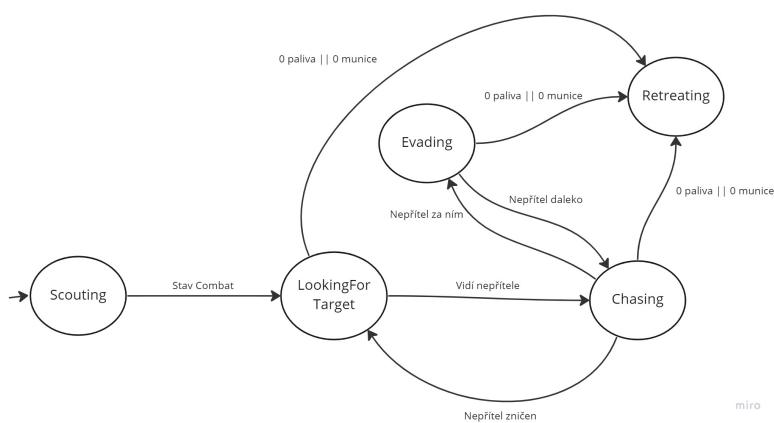 0 paliva || 0 munice
0 paliva || 0 munice
Retreating
Evading
0 paliva || 0 munice
Nepřítel daleko
Nepřítel za ním
Scouting
Stav Combat
LookingFor
Target
Vidí nepřítele
Chasing
Nepřítel zničen
miro